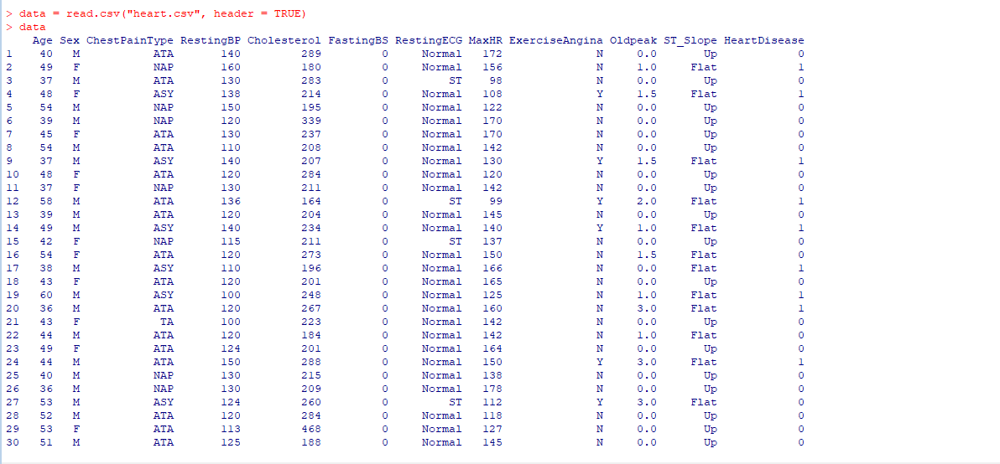 > data = read.csv("heart.csv", header = TRUE)
> data
Age Sex ChestPainType RestingBP Cholesterol FastingBS RestingECG MaxHR ExerciseAngina Oldpeak ST_Slope HeartDisease
1 40 M ATA 140 289 0 Normal 172 N 0.0 Up 0
2 49 F NAP 160 180 0 Normal 156 N 1.0 Flat 1
3 37 M ATA 130 283 0 ST 98 N 0.0 Up 0
4 48 F ASY 138 214 0 Normal 108 Y 1.5 Flat 1
5 54 M NAP 150 195 0 Normal 122 N 0.0 Up 0
6 39 M NAP 120 339 0 Normal 170 N 0.0 Up 0
7 45 F ATA 130 237 0 Normal 170 N 0.0 Up 0
8 54 M ATA 110 208 0 Normal 142 N 0.0 Up 0
9 37 M ASY 140 207 0 Normal 130 Y 1.5 Flat 1
10 48 F ATA 120 284 0 Normal 120 N 0.0 Up 0
11 37 F NAP 130 211 0 Normal 142 N 0.0 Up 0
12 58 M ATA 136 164 0 ST 99 Y 2.0 Flat 1
13 39 M ATA 120 204 0 Normal 145 N 0.0 Up 0
14 49 M ASY 140 234 0 Normal 140 Y 1.0 Flat 1
15 42 F NAP 115 211 0 ST 137 N 0.0 Up 0
16 54 F ATA 120 273 0 Normal 150 N 1.5 Flat 0
17 38 M ASY 110 196 0 Normal 166 N 0.0 Flat 1
18 43 F ATA 120 201 0 Normal 165 N 0.0 Up 0
19 60 M ASY 100 248 0 Normal 125 N 1.0 Flat 1
20 36 M ATA 120 267 0 Normal 160 N 3.0 Flat 1
21 43 F TA 100 223 0 Normal 142 N 0.0 Up 0
22 44 M ATA 120 184 0 Normal 142 N 1.0 Flat 0
23 49 F ATA 124 201 0 Normal 164 N 0.0 Up 0
24 44 M ATA 150 288 0 Normal 150 Y 3.0 Flat 1
25 40 M NAP 130 215 0 Normal 138 N 0.0 Up 0
26 36 M NAP 130 209 0 Normal 178 N 0.0 Up 0
27 53 M ASY 124 260 0 ST 112 Y 3.0 Flat 0
28 52 M ATA 120 284 0 Normal 118 N 0.0 Up 0
29 53 F ATA 113 468 0 Normal 127 N 0.0 Up 0
30 51 M ATA 125 188 0 Normal 145 N 0.0 Up 0